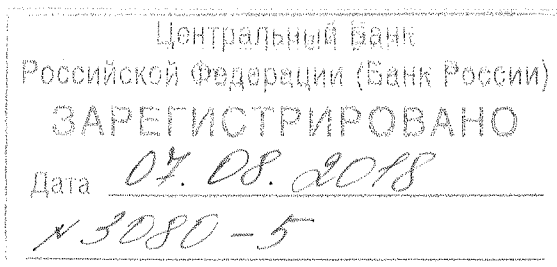 Центральный Банк
Российской Федерации (Банк России)
ЗАРЕГИСТРИРОВАНО
Дата 07.08.2018
№ 3080-5